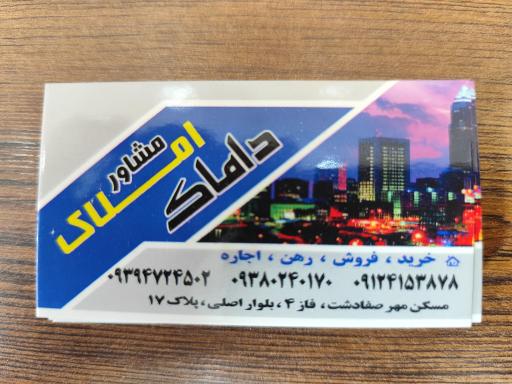 مشاور
املاک
داماک
خرید ، فروش ، رهن ، اجاره
۰۹۱۲۴۱۵۳۸۷۸ ۰۹۳۸۰۲۴۰۱۷۰ ۰۹۳۹۴۷۲۴۵۰۲
مسکن مهر صفادشت ، فاز ۴ ، بلوار اصلی ، پلاک ۱۷